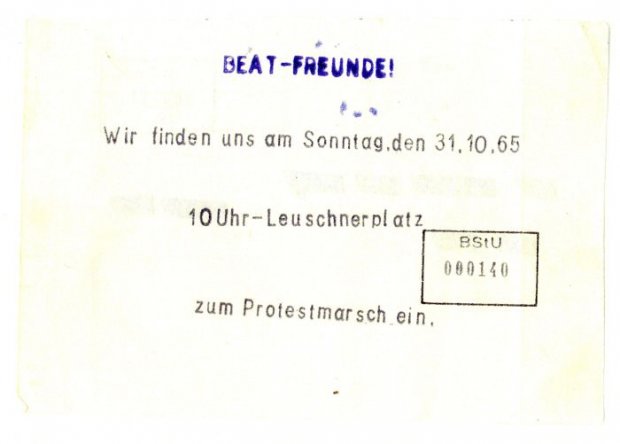 BEAT-FREUNDE!
Wir finden uns am Sonntag,den 31.10.65
10Uhr-Leuschnerplatz
BStU
000140
zum Protestmarsch ein.